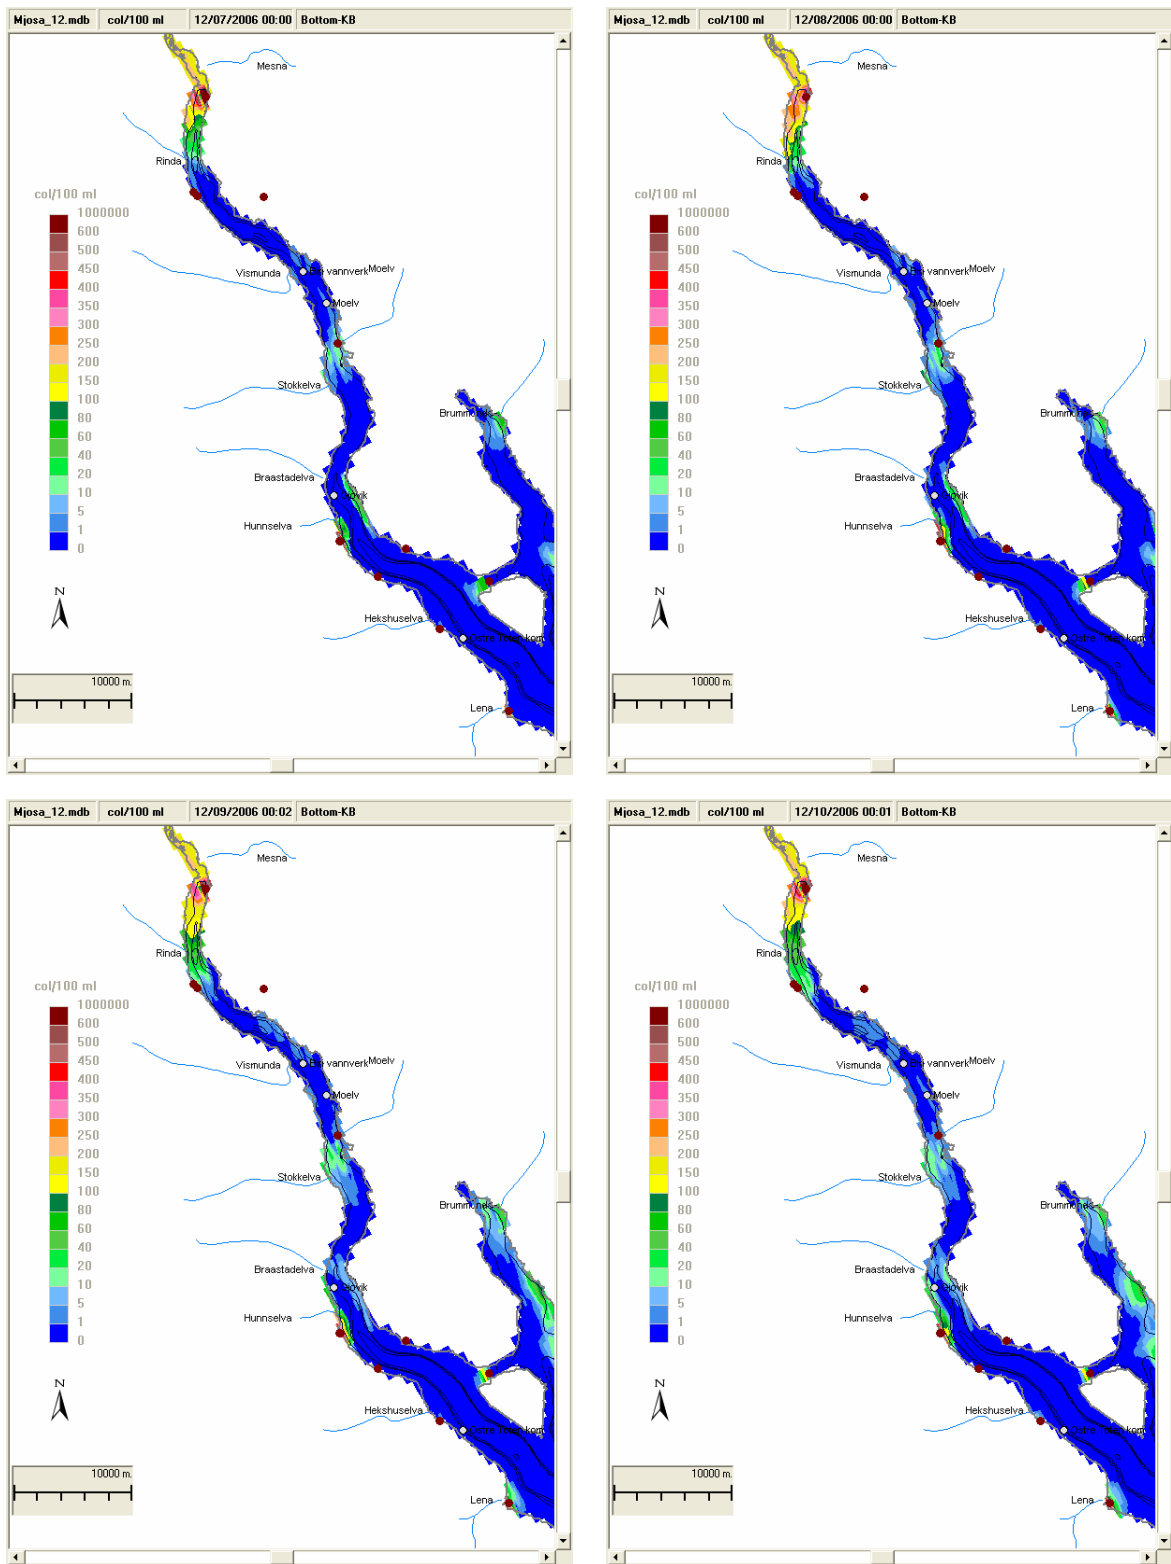 Mjosa_12.mdb col/100 ml 12/07/2006 00:00 Bottom-KB
Mesna
Rinda
col/100 ml
1000000
600
500
450
400
350
300
250
200
150
100
80
60
40
20
10
5
1
0
Vismunda
vannverk
Moelv
Moelv
Stokkelva
Braastadelva
Hunnselva
Hekshuselva
Lena
N
10000 m.
Mjosa_12.mdb col/100 ml 12/08/2006 00:00 Bottom-KB
Mesna
Rinda
col/100 ml
1000000
600
500
450
400
350
300
250
200
150
100
80
60
40
20
10
5
1
0
Vismunda
vannverk
Moelv
Moelv
Stokkelva
Braastadelva
Hunnselva
Hekshuselva
Lena
N
10000 m.
Mjosa_12.mdb col/100 ml 12/09/2006 00:02 Bottom-KB
Mesna
Rinda
col/100 ml
1000000
600
500
450
400
350
300
250
200
150
100
80
60
40
20
10
5
1
0
Vismunda
vannverk
Moelv
Moelv
Stokkelva
Braastadelva
Hunnselva
Hekshuselva
Lena
N
10000 m.
Mjosa_12.mdb col/100 ml 12/10/2006 00:01 Bottom-KB
Mesna
Rinda
col/100 ml
1000000
600
500
450
400
350
300
250
200
150
100
80
60
40
20
10
5
1
0
Vismunda
vannverk
Moelv
Moelv
Stokkelva
Braastadelva
Hunnselva
Hekshuselva
Lena
N
10000 m.